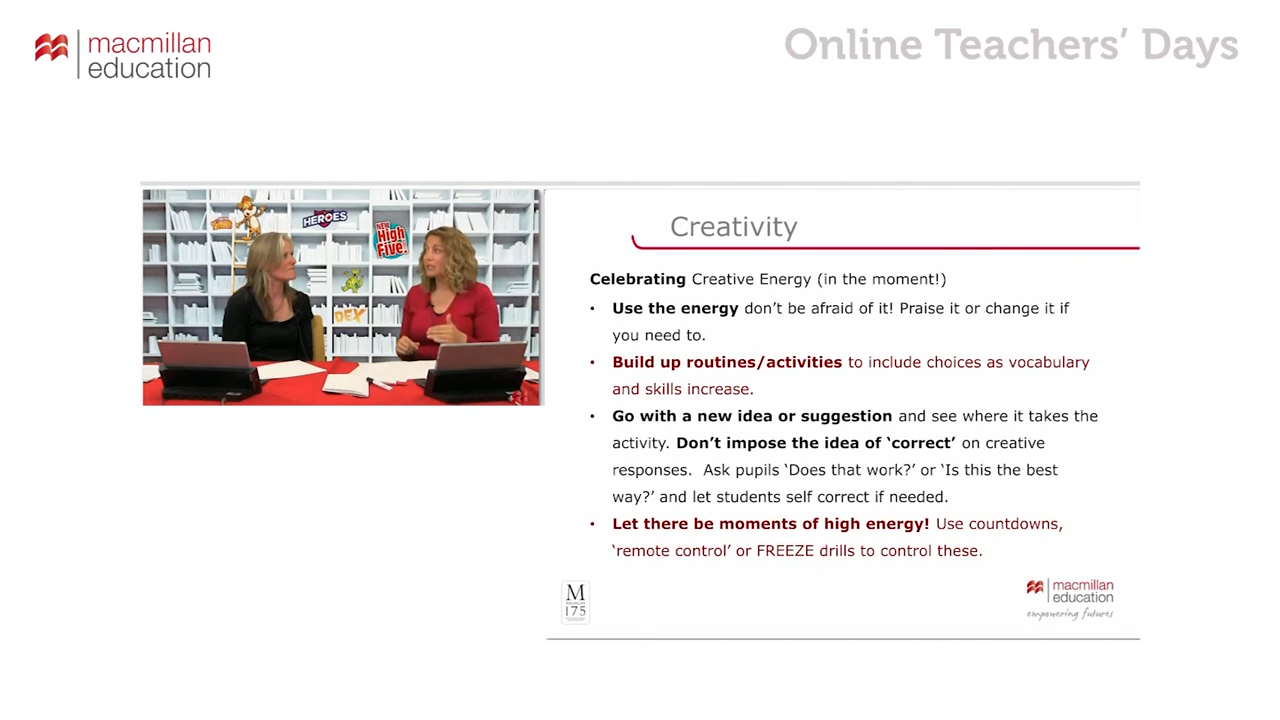 macmillan
education
Online Teachers’ Days
HEROES
NEW
High
Five!
DEX
Creativity
Celebrating Creative Energy (in the moment!)
• Use the energy don’t be afraid of it! Praise it or change it if
you need to.
• Build up routines/activities to include choices as vocabulary
and skills increase.
• Go with a new idea or suggestion and see where it takes the
activity. Don’t impose the idea of ‘correct’ on creative
responses. Ask pupils ‘Does that work?’ or ‘Is this the best
way?’ and let students self correct if needed.
• Let there be moments of high energy! Use countdowns,
‘remote control’ or FREEZE drills to control these.
M
175
macmillan
education
empowering futures